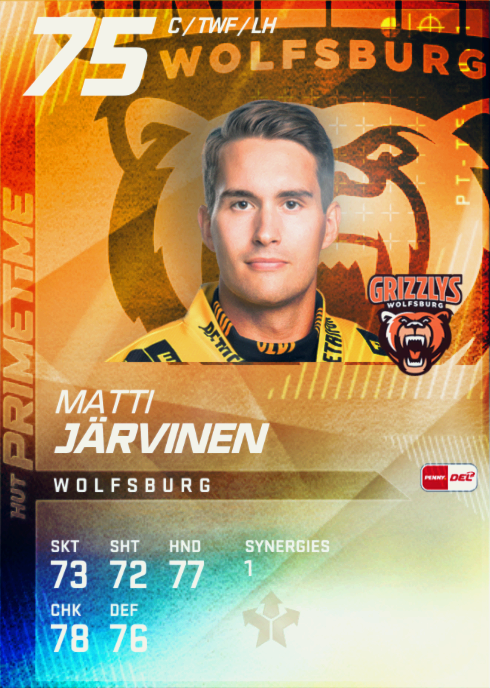 75
C / TWF / LH
WOLFSBURG
GRIZZLYS
WOLFSBURG
HUT PRIMETIME
MATTI
JÄRVINEN
WOLFSBURG
PENNY. DEL
SKT SHT HND SYNERGIES
73 72 77 1
CHK DEF
78 76